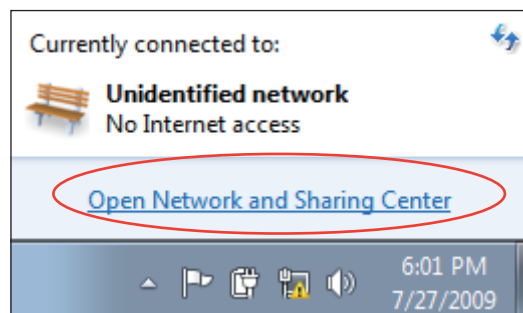 Currently connected to:
Unidentified network
No Internet access
Open Network and Sharing Center
6:01 PM
7/27/2009